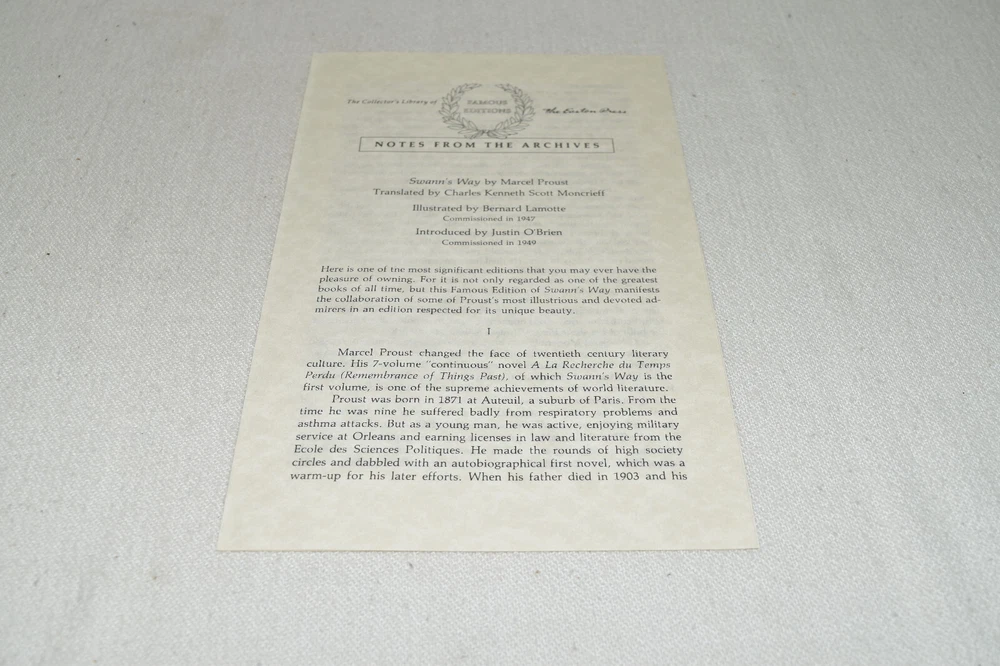 The Collector's Library of
FAMOUS
EDITIONS
The Easton Press
NOTES FROM THE ARCHIVES
Swann's Way by Marcel Proust
Translated by Charles Kenneth Scott Moncrieff
Illustrated by Bernard Lamotte
Commissioned in 1947
Introduced by Justin O'Brien
Commissioned in 1949
Here is one of the most significant editions that you may ever have the
pleasure of owning. For it is not only regarded as one of the greatest
books of all time, but this Famous Edition of Swann's Way manifests
the collaboration of some of Proust's most illustrious and devoted ad-
mirers in an edition respected for its unique beauty.
I
Marcel Proust changed the face of twentieth century literary
culture. His 7-volume "continuous" novel A La Recherche du Temps
Perdu (Remembrance of Things Past), of which Swann's Way is the
first volume, is one of the supreme achievements of world literature.
Proust was born in 1871 at Auteuil, a suburb of Paris. From the
time he was nine he suffered badly from respiratory problems and
asthma attacks. But as a young man, he was active, enjoying military
service at Orleans and earning licenses in law and literature from the
Ecole des Sciences Politiques. He made the rounds of high society
circles and dabbled with an autobiographical first novel, which was a
warm-up for his later efforts. When his father died in 1903 and his